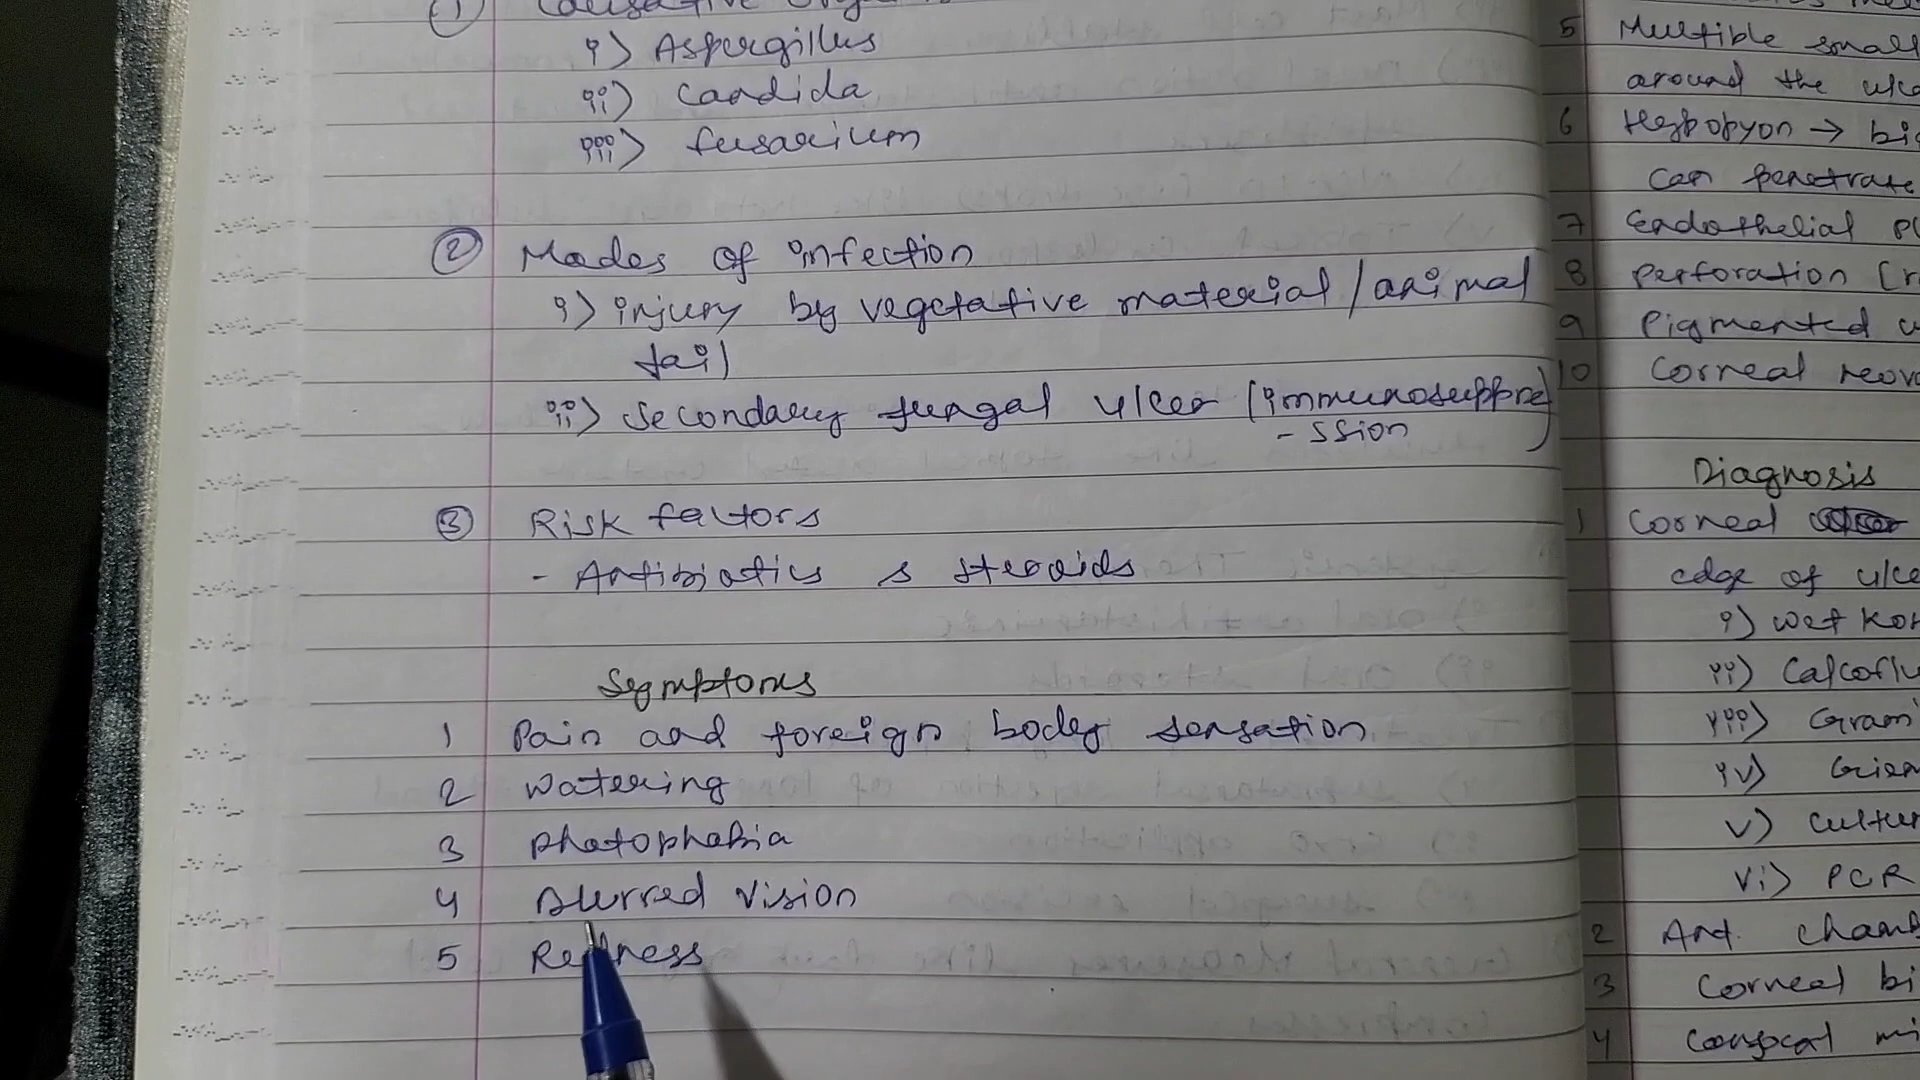 1 Causative
i) Aspergillus
ii) Candida
iii) fusarium
2 Modes of infection
i) injury by vegetative material / animal
tail
ii) secondary fungal ulcer (immunosuppre
- ssion)
3 Risk factors
- Antibiotics & steroids
Symptoms
1 Pain and foreign body sensation
2 Watering
3 Photophobia
4 Blurred vision
5 Redness
5 Multiple small
around the
6 Hypopyon →
can penetrate
7 Endothelial
8 Perforation
9 Pigmented
10 Corneal
Diagnosis
1 Corneal
edge of
i) wet
ii)
iii) Gram
iv)
v)
vi) PCR
2 Ant.
3 Corneal
4 Confocal